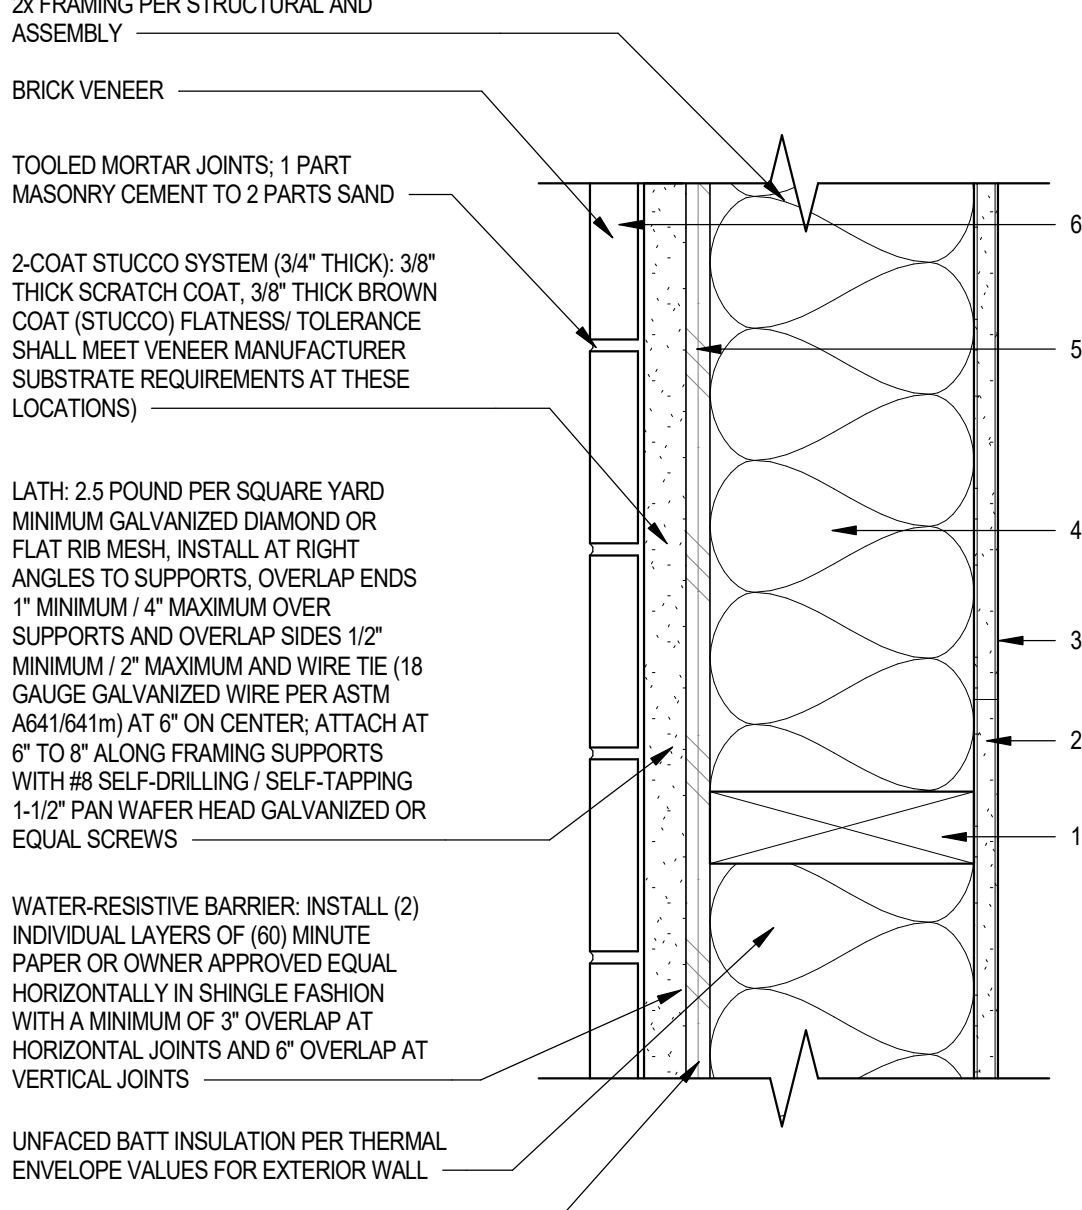 2x FRAMING PER STRUCTURAL AND
ASSEMBLY
BRICK VENEER
TOOLED MORTAR JOINTS; 1 PART
MASONRY CEMENT TO 2 PARTS SAND
2-COAT STUCCO SYSTEM (3/4" THICK): 3/8"
THICK SCRATCH COAT, 3/8" THICK BROWN
COAT (STUCCO) FLATNESS/ TOLERANCE
SHALL MEET VENEER MANUFACTURER
SUBSTRATE REQUIREMENTS AT THESE
LOCATIONS)
LATH: 2.5 POUND PER SQUARE YARD
MINIMUM GALVANIZED DIAMOND OR
FLAT RIB MESH, INSTALL AT RIGHT
ANGLES TO SUPPORTS, OVERLAP ENDS
1" MINIMUM / 4" MAXIMUM OVER
SUPPORTS AND OVERLAP SIDES 1/2"
MINIMUM / 2" MAXIMUM AND WIRE TIE (18
GAUGE GALVANIZED WIRE PER ASTM
A641/641m) AT 6" ON CENTER; ATTACH AT
6" TO 8" ALONG FRAMING SUPPORTS
WITH #8 SELF-DRILLING / SELF-TAPPING
1-1/2" PAN WAFER HEAD GALVANIZED OR
EQUAL SCREWS
WATER-RESISTIVE BARRIER: INSTALL (2)
INDIVIDUAL LAYERS OF (60) MINUTE
PAPER OR OWNER APPROVED EQUAL
HORIZONTALLY IN SHINGLE FASHION
WITH A MINIMUM OF 3" OVERLAP AT
HORIZONTAL JOINTS AND 6" OVERLAP AT
VERTICAL JOINTS
UNFACED BATT INSULATION PER THERMAL
ENVELOPE VALUES FOR EXTERIOR WALL
6
5
4
3
2
1